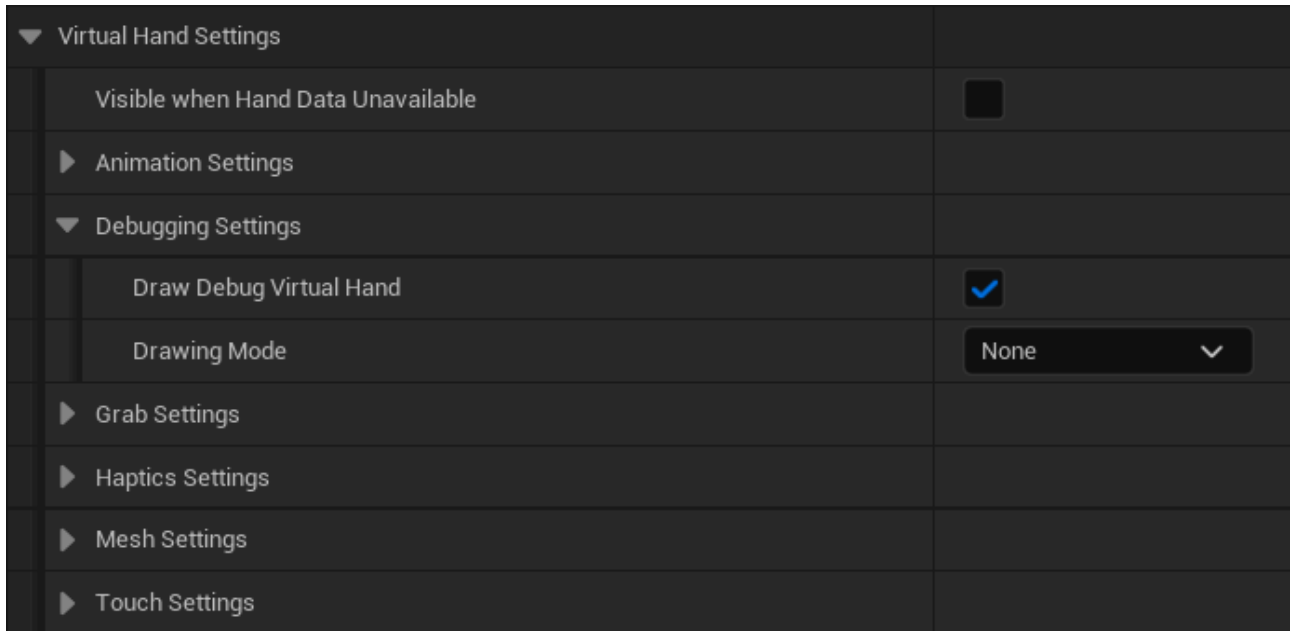 Virtual Hand Settings
Visible when Hand Data Unavailable
Animation Settings
Debugging Settings
Draw Debug Virtual Hand
Drawing Mode None
Grab Settings
Haptics Settings
Mesh Settings
Touch Settings